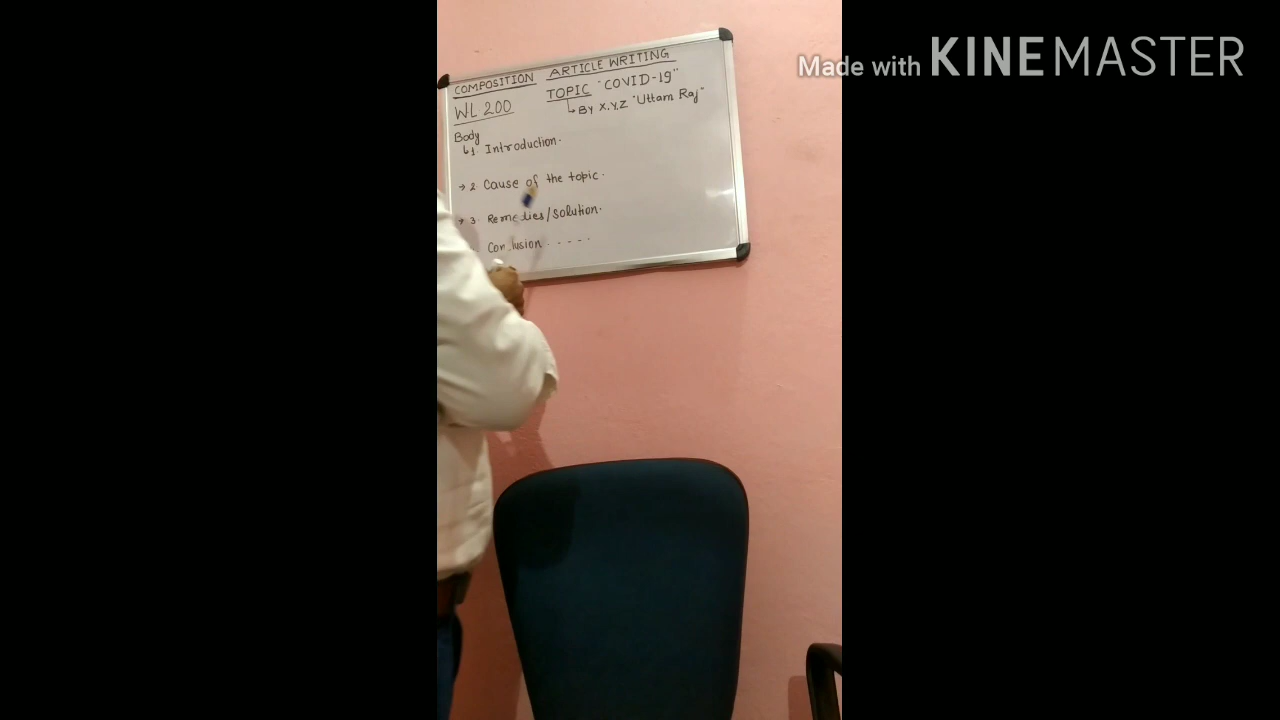 Made with KINEMASTER
COMPOSITION ARTICLE WRITING
WL 200 TOPIC "COVID-19"
↳ BY X.Y.Z "Uttam Raj"
Body
↳ 1. Introduction.
→ 2. Cause of the topic.
→ 3. Remedies/solution.
Conclusion.....